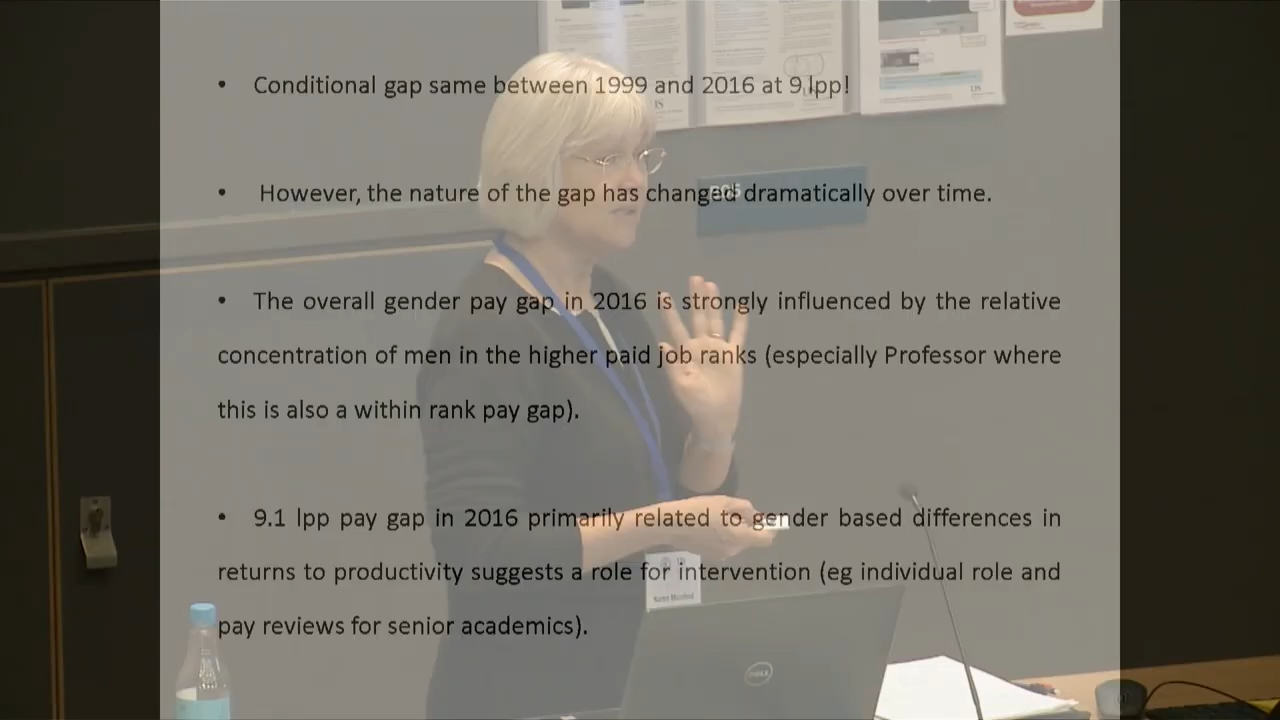 • Conditional gap same between 1999 and 2016 at 9 lpp!
• However, the nature of the gap has changed dramatically over time.
• The overall gender pay gap in 2016 is strongly influenced by the relative
concentration of men in the higher paid job ranks (especially Professor where
this is also a within rank pay gap).
• 9.1 lpp pay gap in 2016 primarily related to gender based differences in
returns to productivity suggests a role for intervention (eg individual role and
pay reviews for senior academics).
DELL